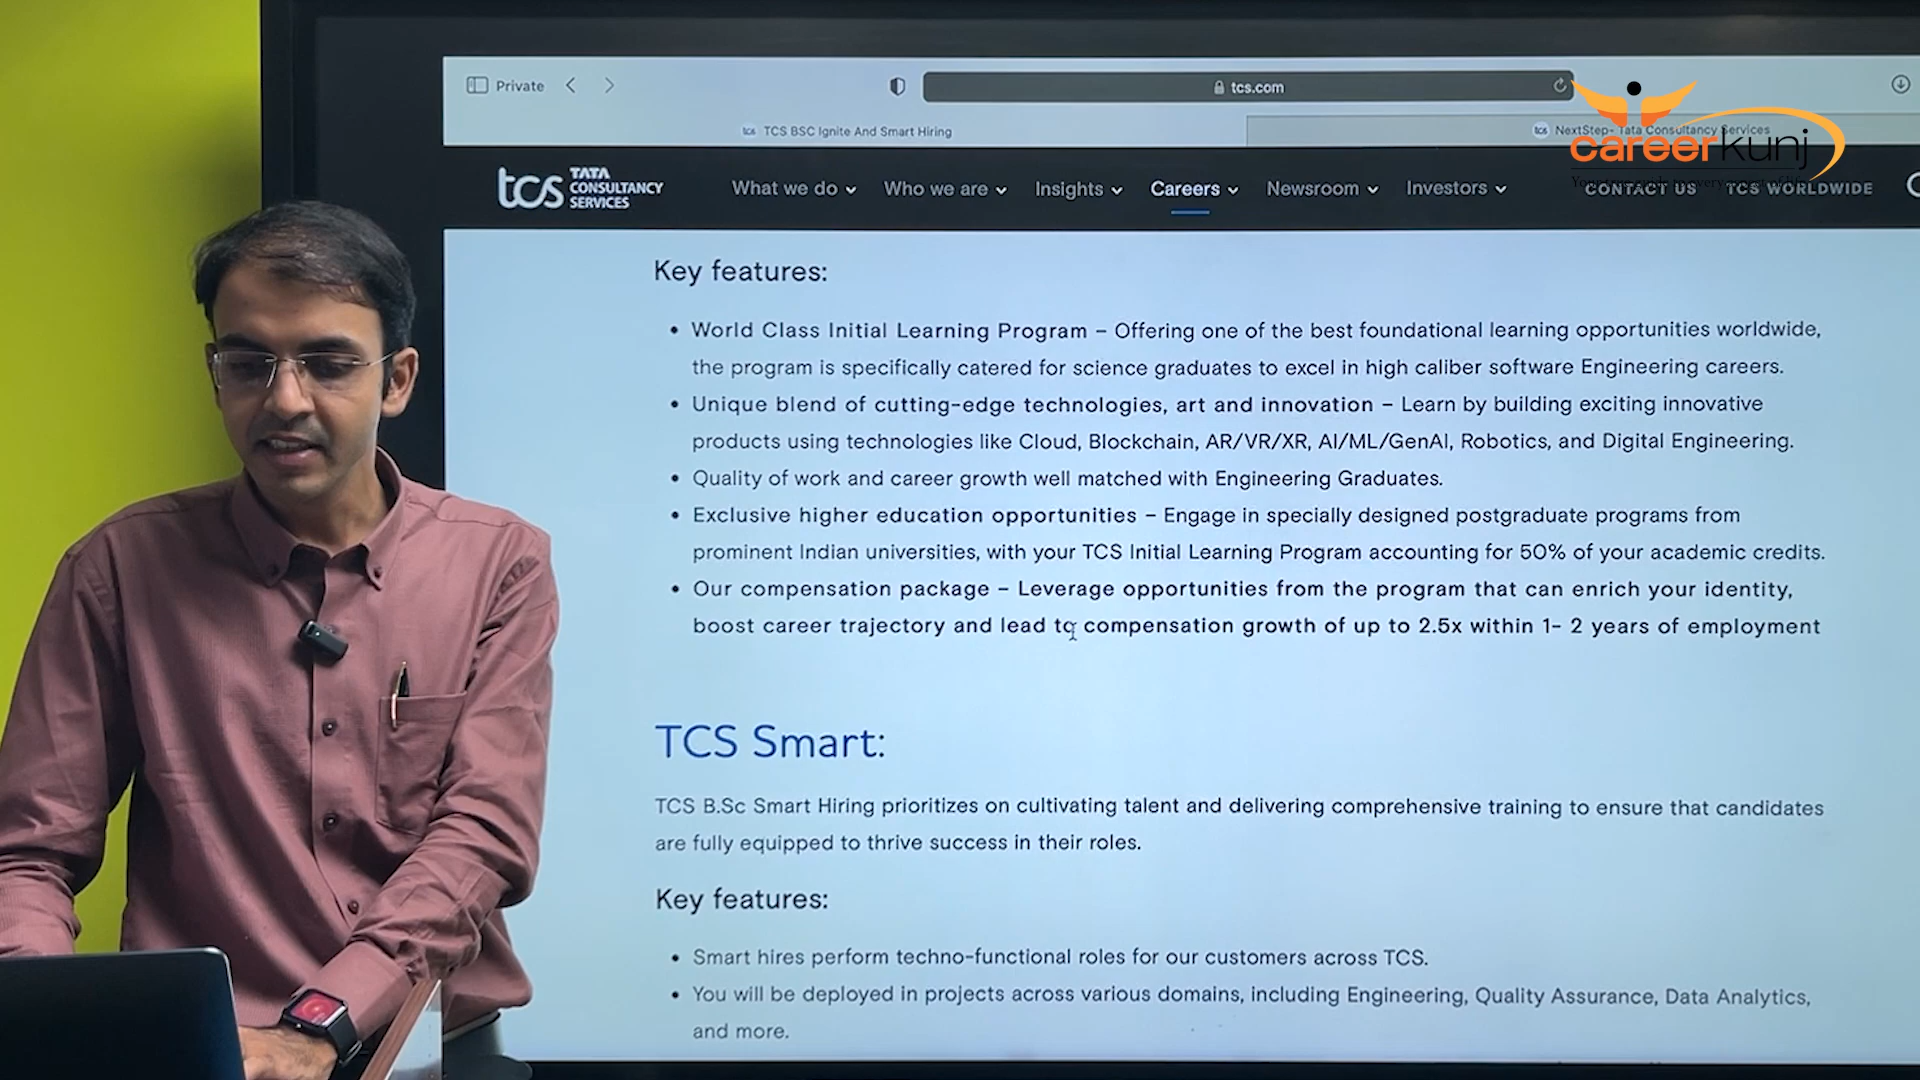 Private
tcs.com
tcs TCS BSC Ignite And Smart Hiring
tcs NextStep- Tata Consultancy Services
careerkunj
tcs TATA
CONSULTANCY
SERVICES
What we do
Who we are
Insights
Careers
Newsroom
Investors
CONTACT US
TCS WORLDWIDE
Key features:
• World Class Initial Learning Program – Offering one of the best foundational learning opportunities worldwide,
the program is specifically catered for science graduates to excel in high caliber software Engineering careers.
• Unique blend of cutting-edge technologies, art and innovation – Learn by building exciting innovative
products using technologies like Cloud, Blockchain, AR/VR/XR, AI/ML/GenAI, Robotics, and Digital Engineering.
• Quality of work and career growth well matched with Engineering Graduates.
• Exclusive higher education opportunities – Engage in specially designed postgraduate programs from
prominent Indian universities, with your TCS Initial Learning Program accounting for 50% of your academic credits.
• Our compensation package – Leverage opportunities from the program that can enrich your identity,
boost career trajectory and lead to compensation growth of up to 2.5x within 1- 2 years of employment
TCS Smart:
TCS B.Sc Smart Hiring prioritizes on cultivating talent and delivering comprehensive training to ensure that candidates
are fully equipped to thrive success in their roles.
Key features:
• Smart hires perform techno-functional roles for our customers across TCS.
• You will be deployed in projects across various domains, including Engineering, Quality Assurance, Data Analytics,
and more.